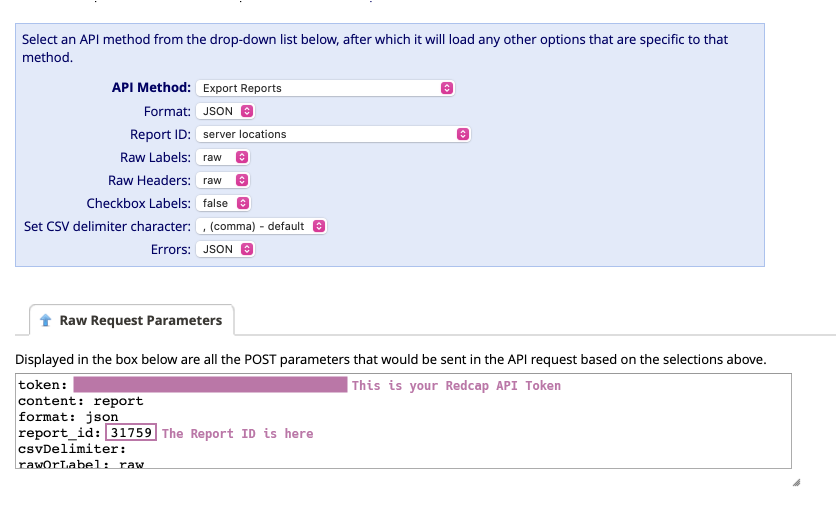 Select an API method from the drop-down list below, after which it will load any other options that are specific to that
method.
API Method: Export Reports
Format: JSON
Report ID: server locations
Raw Labels: raw
Raw Headers: raw
Checkbox Labels: false
Set CSV delimiter character: , (comma) - default
Errors: JSON
Raw Request Parameters
Displayed in the box below are all the POST parameters that would be sent in the API request based on the selections above.
token: This is your Redcap API Token
content: report
format: json
report_id: 31759 The Report ID is here
csvDelimiter:
rawOrLabel: raw